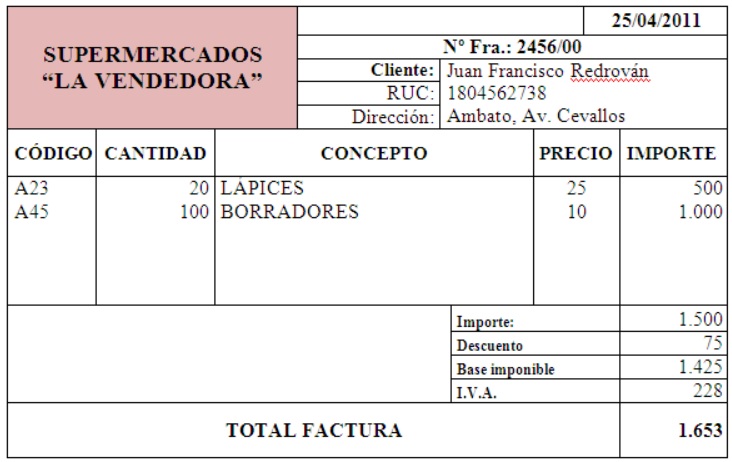 25/04/2011
SUPERMERCADOS
“LA VENDEDORA”
Nº Fra.: 2456/00
Cliente: Juan Francisco Redrován
RUC: 1804562738
Dirección: Ambato, Av. Cevallos
CÓDIGO CANTIDAD CONCEPTO PRECIO IMPORTE
A23 20 LÁPICES 25 500
A45 100 BORRADORES 10 1.000
Importe: 1.500
Descuento 75
Base imponible 1.425
I.V.A. 228
TOTAL FACTURA 1.653